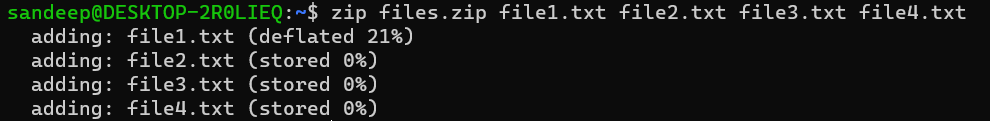 sandeep@DESKTOP-2R0LIEQ:~$ zip files.zip file1.txt file2.txt file3.txt file4.txt
  adding: file1.txt (deflated 21%)
  adding: file2.txt (stored 0%)
  adding: file3.txt (stored 0%)
  adding: file4.txt (stored 0%)